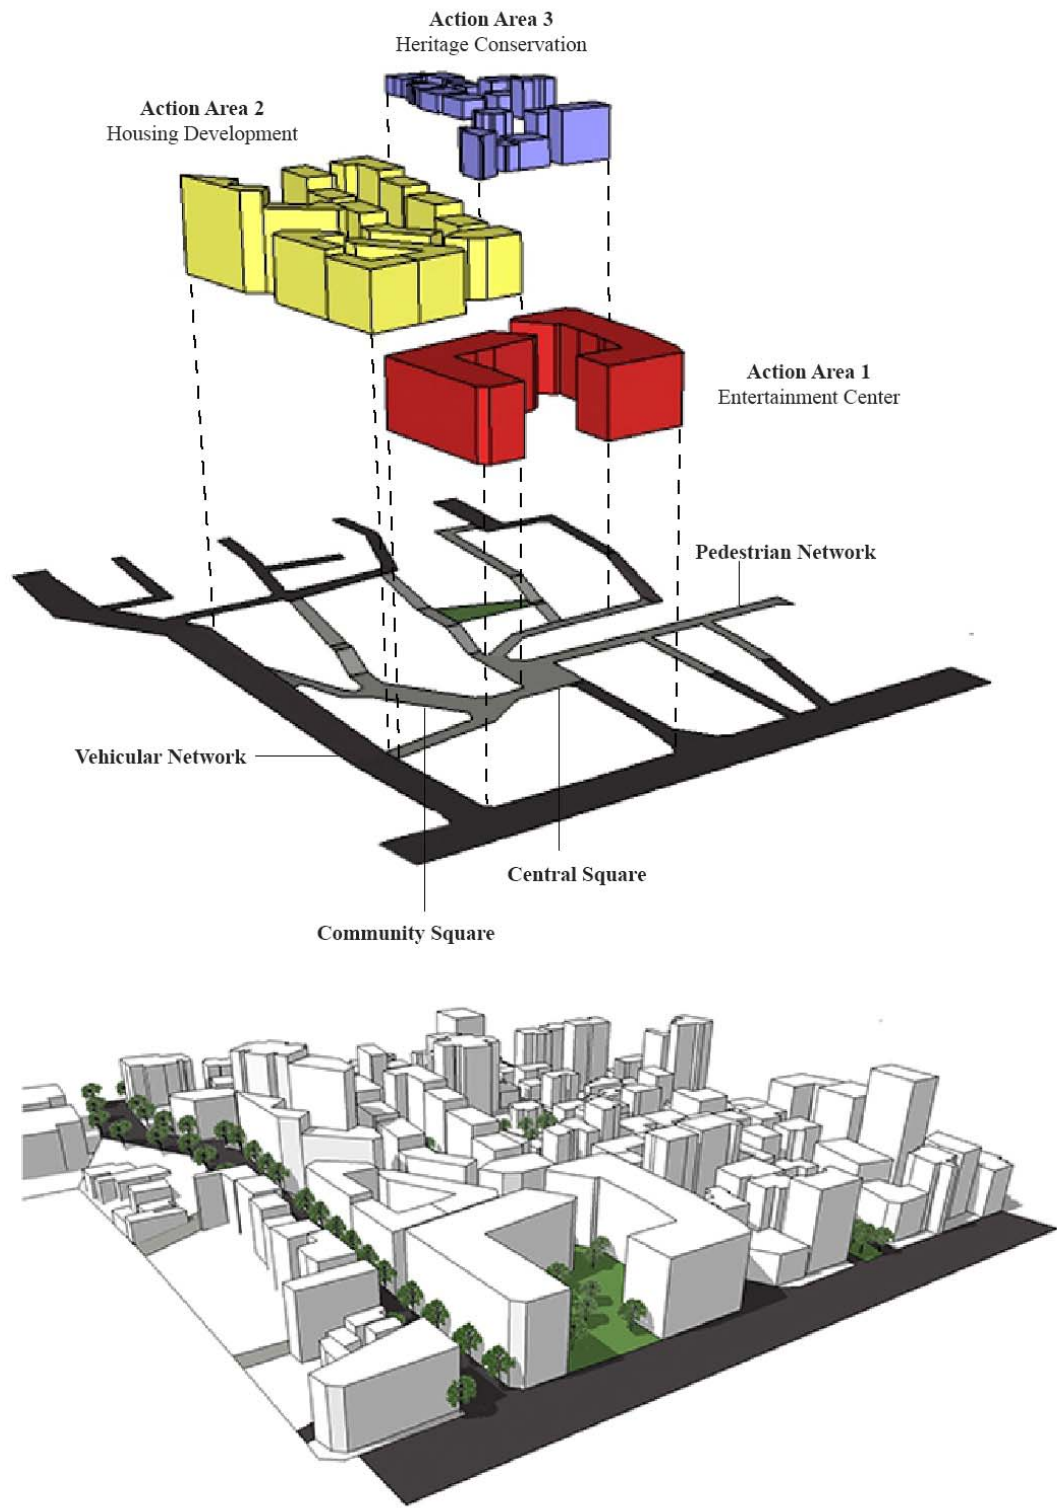 Action Area 3
Heritage Conservation
Action Area 2
Housing Development
Action Area 1
Entertainment Center
Pedestrian Network
Vehicular Network
Central Square
Community Square